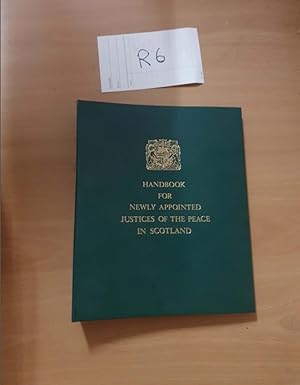 R6
HANDBOOK
FOR
NEWLY APPOINTED
JUSTICES OF THE PEACE
IN SCOTLAND